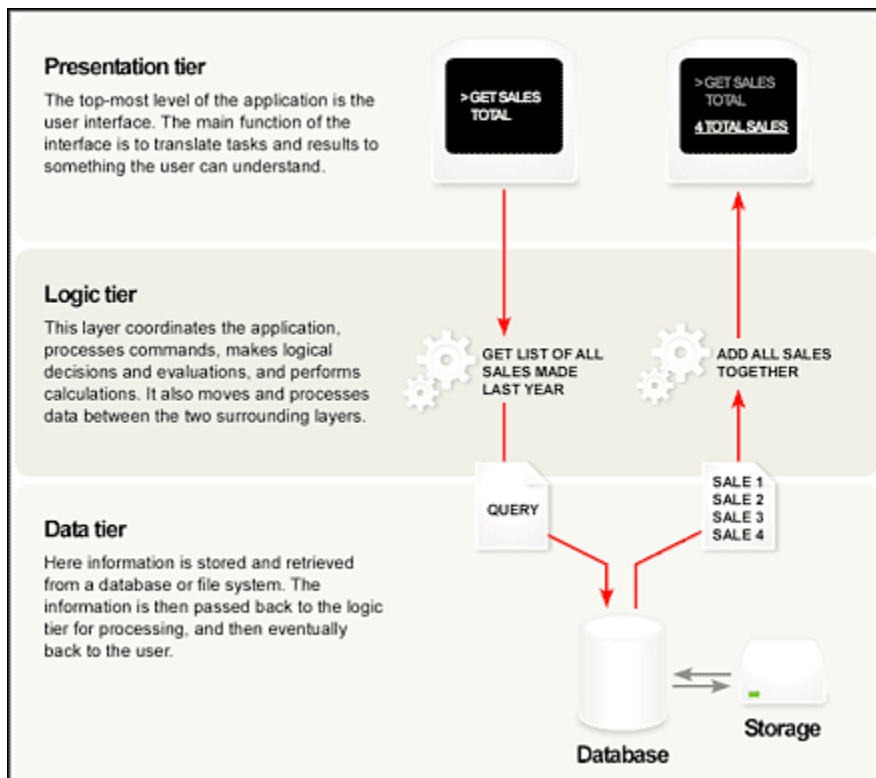 Presentation tier
The top-most level of the application is the
user interface. The main function of the
interface is to translate tasks and results to
something the user can understand.
> GET SALES
TOTAL
> GET SALES
TOTAL
4 TOTAL SALES
Logic tier
This layer coordinates the application,
processes commands, makes logical
decisions and evaluations, and performs
calculations. It also moves and processes
data between the two surrounding layers.
GET LIST OF ALL
SALES MADE
LAST YEAR
ADD ALL SALES
TOGETHER
Data tier
Here information is stored and retrieved
from a database or file system. The
information is then passed back to the logic
tier for processing, and then eventually
back to the user.
QUERY
SALE 1
SALE 2
SALE 3
SALE 4
Database
Storage